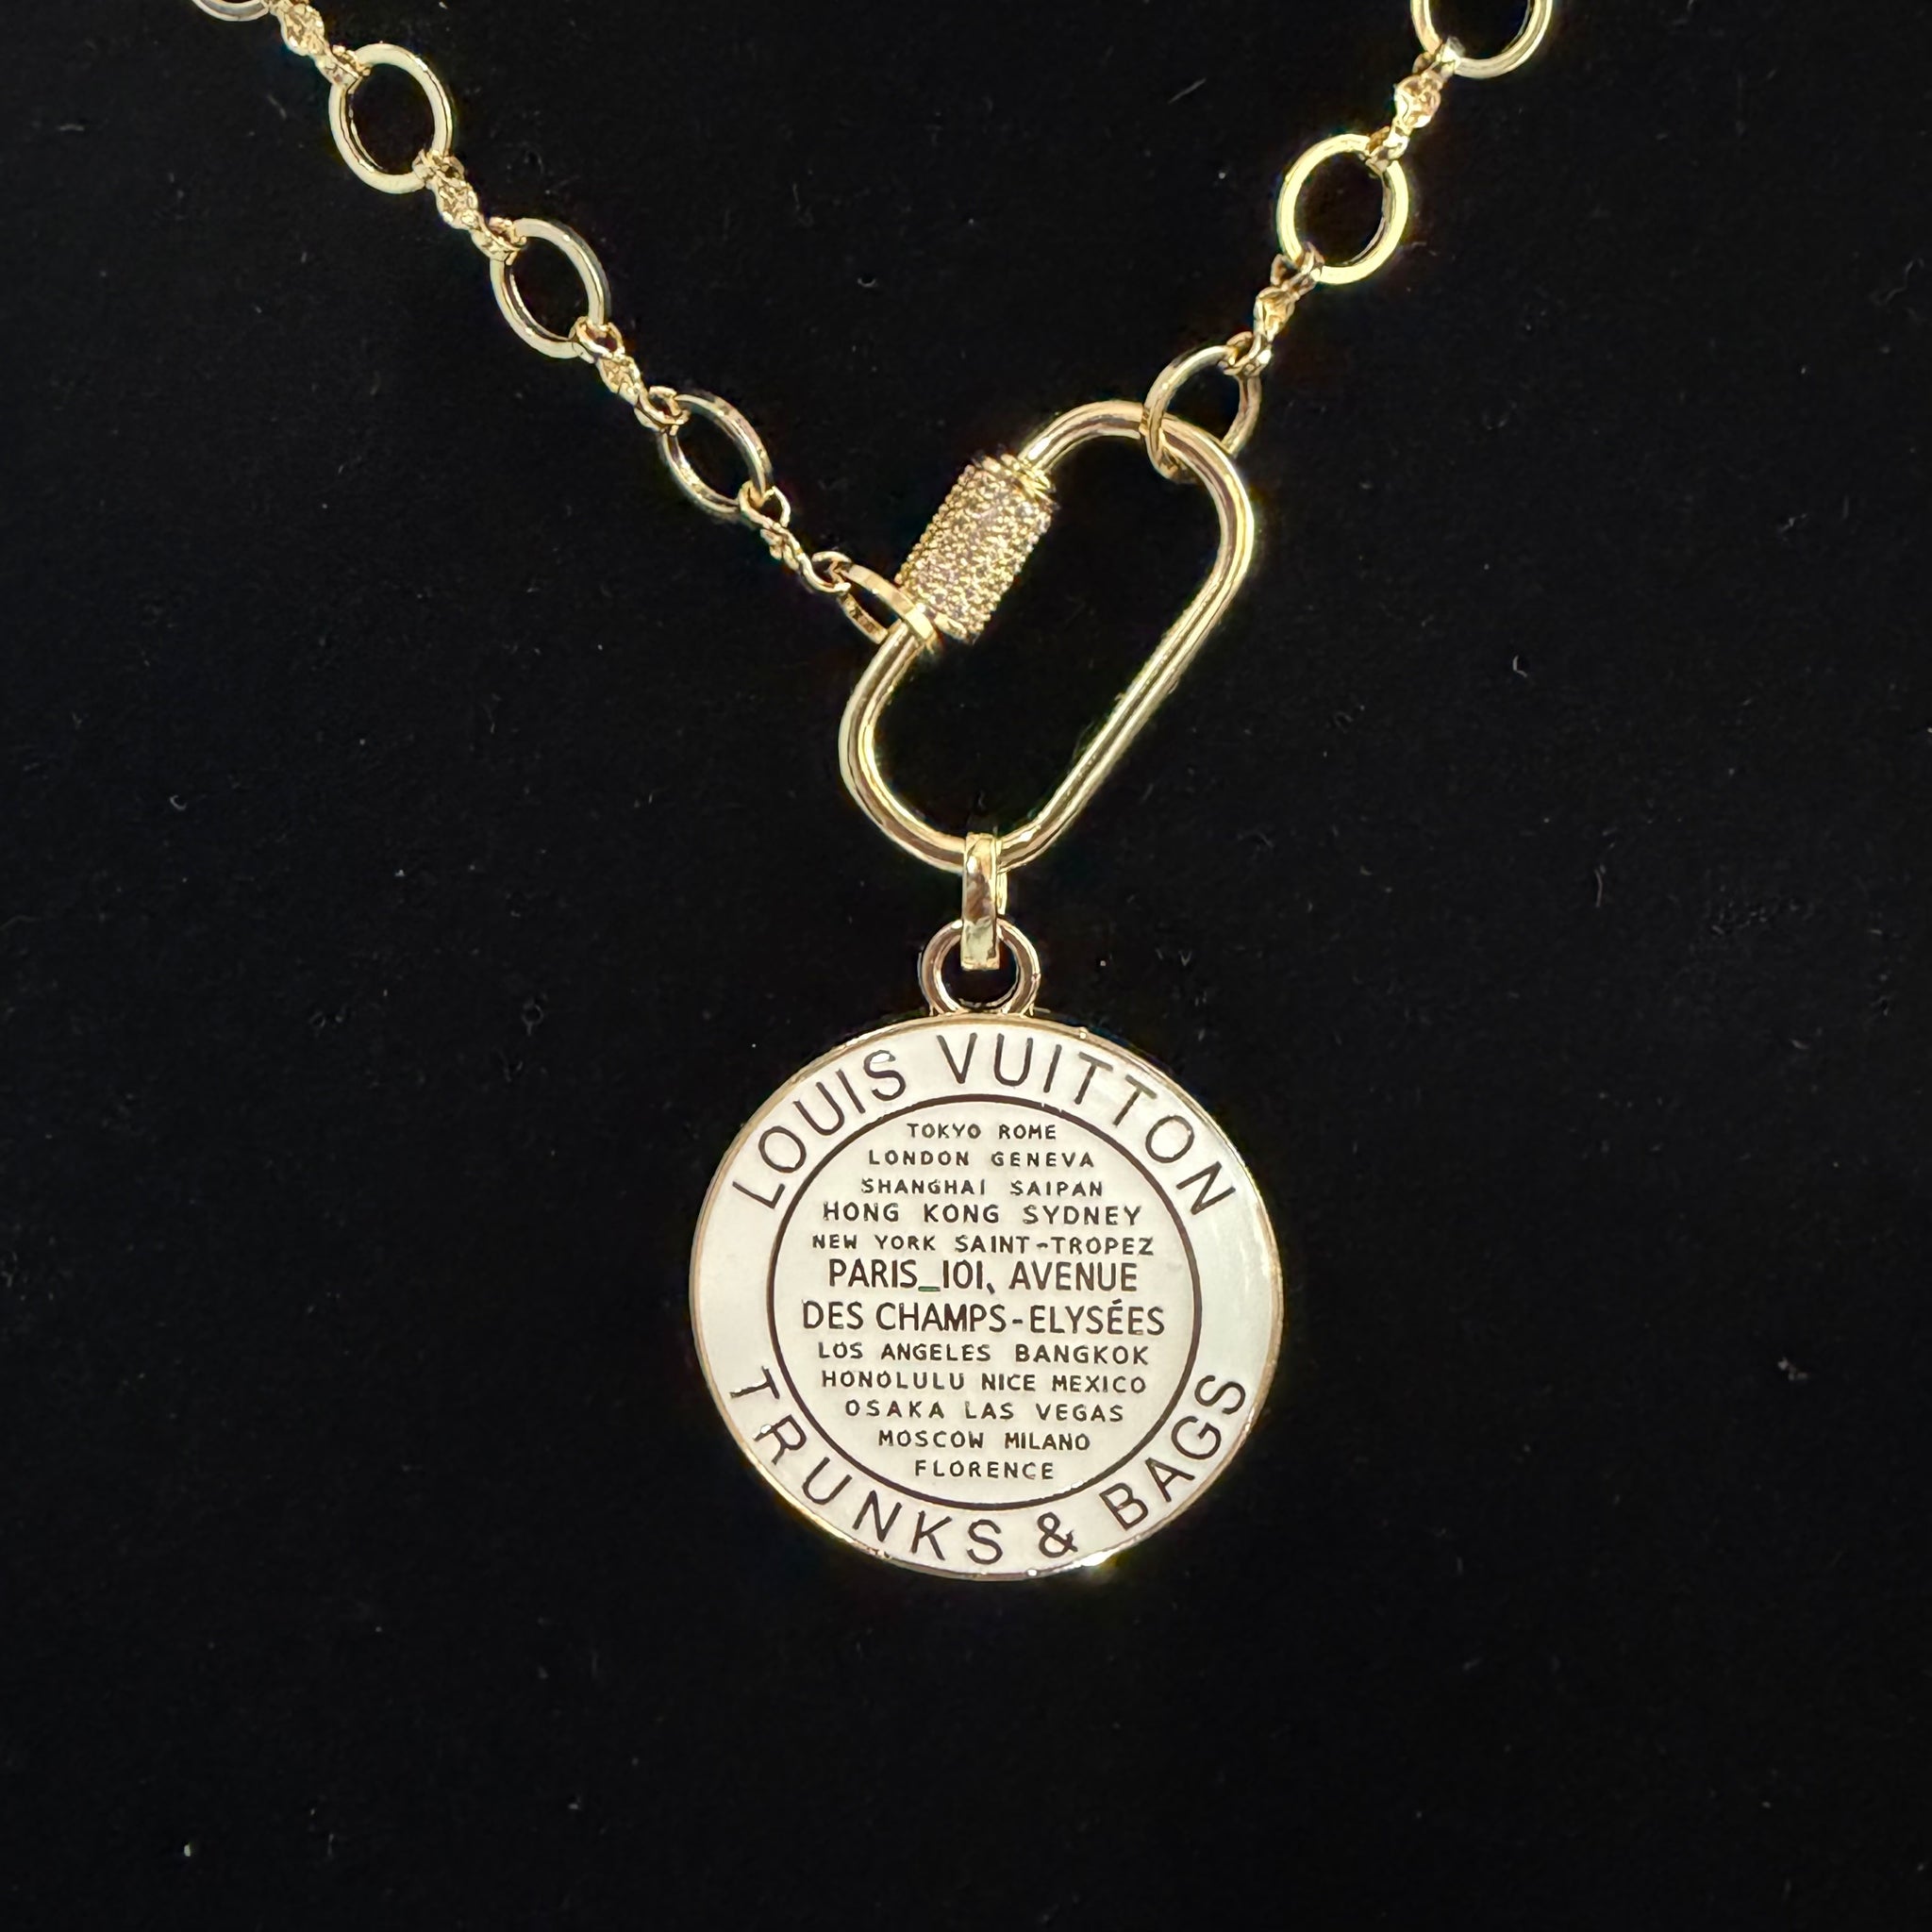 LOUIS VUITTON
TOKYO ROME
LONDON GENEVA
SHANGHAI SAIPAN
HONG KONG SYDNEY
NEW YORK SAINT-TROPEZ
PARIS_101, AVENUE
DES CHAMPS-ELYSÉES
LOS ANGELES BANGKOK
HONOLULU NICE MEXICO
OSAKA LAS VEGAS
MOSCOW MILANO
FLORENCE
TRUNKS & BAGS